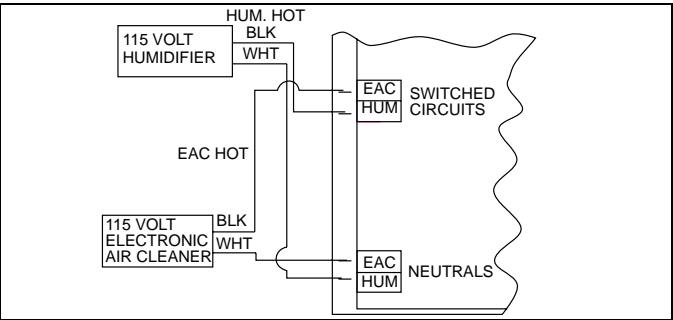 HUM. HOT
BLK
115 VOLT
HUMIDIFIER
WHT
EAC
HUM
SWITCHED
CIRCUITS
EAC HOT
115 VOLT
ELECTRONIC
AIR CLEANER
BLK
WHT
EAC
HUM
NEUTRALS